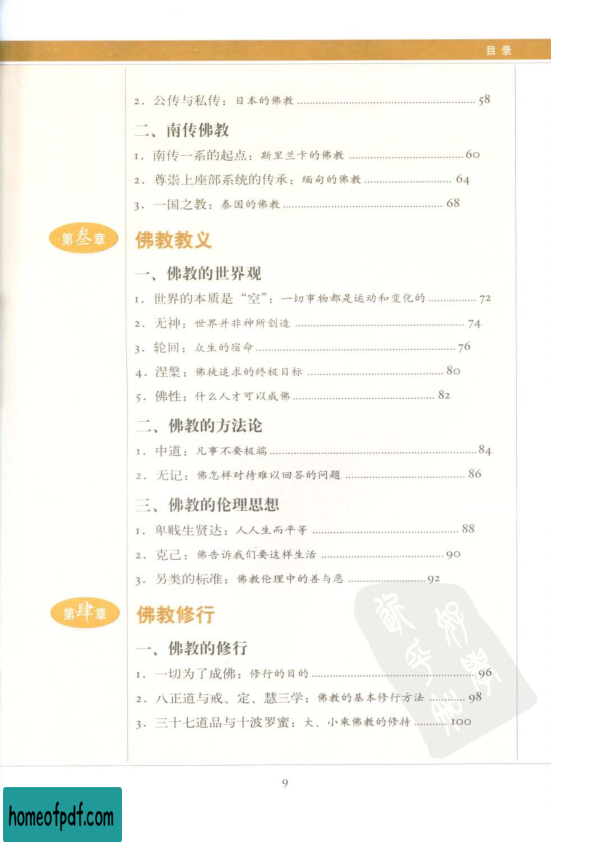 目 录
2. 公传与私传：日本的佛教 ................ 58
二、南传佛教
1. 南传一系的起点：斯里兰卡的佛教 ................ 60
2. 尊崇上座部系统的传承：缅甸的佛教 ................ 64
3. 一国之教：泰国的佛教 ................ 68
第叁章 佛教教义
一、佛教的世界观
1. 世界的本质是“空”：一切事物都是运动和变化的 ................ 72
2. 无神：世界并非神所创造 ................ 74
3. 轮回：众生的宿命 ................ 76
4. 涅槃：佛徒追求的终极目标 ................ 80
5. 佛性：什么人才可以成佛 ................ 82
二、佛教的方法论
1. 中道：凡事不要极端 ................ 84
2. 无记：佛怎样对待难以回答的问题 ................ 86
三、佛教的伦理思想
1. 卑贱生贤达：人人生而平等 ................ 88
2. 克己：佛告诉我们要这样生活 ................ 90
3. 另类的标准：佛教伦理中的善与恶 ................ 92
第肆章 佛教修行
一、佛教的修行
1. 一切为了成佛：修行的目的 ................ 96
2. 八正道与戒、定、慧三学：佛教的基本修行方法 ............ 98
3. 三十七道品与十波罗蜜：大、小乘佛教的修持 ........... 100
9
homeofpdf.com